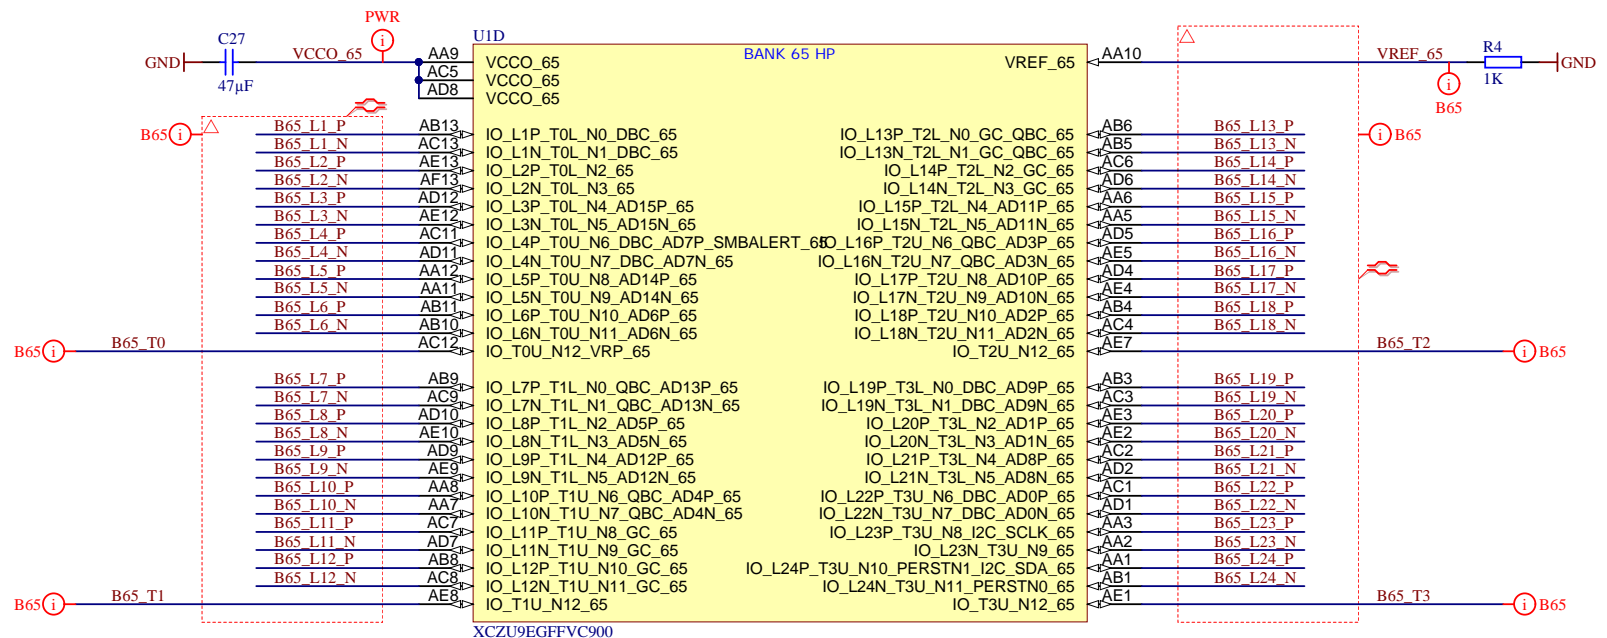 PWR
U1D
C27
BANK 65 HP
GND VCCO_65 AA9 VCCO_65 VREF_65 AA10 VREF_65 R4 GND
47µF AC5 VCCO_65 1K
AD8 VCCO_65 B65
B65 B65_L1_P AB13 IO_L1P_T0L_N0_DBC_65 IO_L13P_T2L_N0_GC_QBC_65 AB6 B65_L13_P B65
B65_L1_N AC13 IO_L1N_T0L_N1_DBC_65 IO_L13N_T2L_N1_GC_QBC_65 AB5 B65_L13_N
B65_L2_P AE13 IO_L2P_T0L_N2_65 IO_L14P_T2L_N2_GC_65 AC6 B65_L14_P
B65_L2_N AF13 IO_L2N_T0L_N3_65 IO_L14N_T2L_N3_GC_65 AD6 B65_L14_N
B65_L3_P AD12 IO_L3P_T0L_N4_AD15P_65 IO_L15P_T2L_N4_AD11P_65 AA6 B65_L15_P
B65_L3_N AE12 IO_L3N_T0L_N5_AD15N_65 IO_L15N_T2L_N5_AD11N_65 AA5 B65_L15_N
B65_L4_P AC11 IO_L4P_T0U_N6_DBC_AD7P_SMBALERT_65 IO_L16P_T2U_N6_QBC_AD3P_65 AD5 B65_L16_P
B65_L4_N AD11 IO_L4N_T0U_N7_DBC_AD7N_65 IO_L16N_T2U_N7_QBC_AD3N_65 AE5 B65_L16_N
B65_L5_P AA12 IO_L5P_T0U_N8_AD14P_65 IO_L17P_T2U_N8_AD10P_65 AD4 B65_L17_P
B65_L5_N AA11 IO_L5N_T0U_N9_AD14N_65 IO_L17N_T2U_N9_AD10N_65 AE4 B65_L17_N
B65_L6_P AB11 IO_L6P_T0U_N10_AD6P_65 IO_L18P_T2U_N10_AD2P_65 AB4 B65_L18_P
B65_L6_N AB10 IO_L6N_T0U_N11_AD6N_65 IO_L18N_T2U_N11_AD2N_65 AC4 B65_L18_N
B65 B65_T0 AC12 IO_T0U_N12_VRP_65 IO_T2U_N12_65 AE7 B65_T2 B65
B65_L7_P AB9 IO_L7P_T1L_N0_QBC_AD13P_65 IO_L19P_T3L_N0_DBC_AD9P_65 AB3 B65_L19_P
B65_L7_N AC9 IO_L7N_T1L_N1_QBC_AD13N_65 IO_L19N_T3L_N1_DBC_AD9N_65 AC3 B65_L19_N
B65_L8_P AD10 IO_L8P_T1L_N2_AD5P_65 IO_L20P_T3L_N2_AD1P_65 AE3 B65_L20_P
B65_L8_N AE10 IO_L8N_T1L_N3_AD5N_65 IO_L20N_T3L_N3_AD1N_65 AE2 B65_L20_N
B65_L9_P AD9 IO_L9P_T1L_N4_AD12P_65 IO_L21P_T3L_N4_AD8P_65 AC2 B65_L21_P
B65_L9_N AE9 IO_L9N_T1L_N5_AD12N_65 IO_L21N_T3L_N5_AD8N_65 AD2 B65_L21_N
B65_L10_P AA8 IO_L10P_T1U_N6_QBC_AD4P_65 IO_L22P_T3U_N6_DBC_AD0P_65 AC1 B65_L22_P
B65_L10_N AA7 IO_L10N_T1U_N7_QBC_AD4N_65 IO_L22N_T3U_N7_DBC_AD0N_65 AD1 B65_L22_N
B65_L11_P AC7 IO_L11P_T1U_N8_GC_65 IO_L23P_T3U_N8_I2C_SCLK_65 AA3 B65_L23_P
B65_L11_N AD7 IO_L11N_T1U_N9_GC_65 IO_L23N_T3U_N9_65 AA2 B65_L23_N
B65_L12_P AB8 IO_L12P_T1U_N10_GC_65 IO_L24P_T3U_N10_PERSTN1_I2C_SDA_65 AA1 B65_L24_P
B65_L12_N AC8 IO_L12N_T1U_N11_GC_65 IO_L24N_T3U_N11_PERSTN0_65 AB1 B65_L24_N
B65 B65_T1 AE8 IO_T1U_N12_65 IO_T3U_N12_65 AE1 B65_T3 B65
XCZU9EGFFVC900